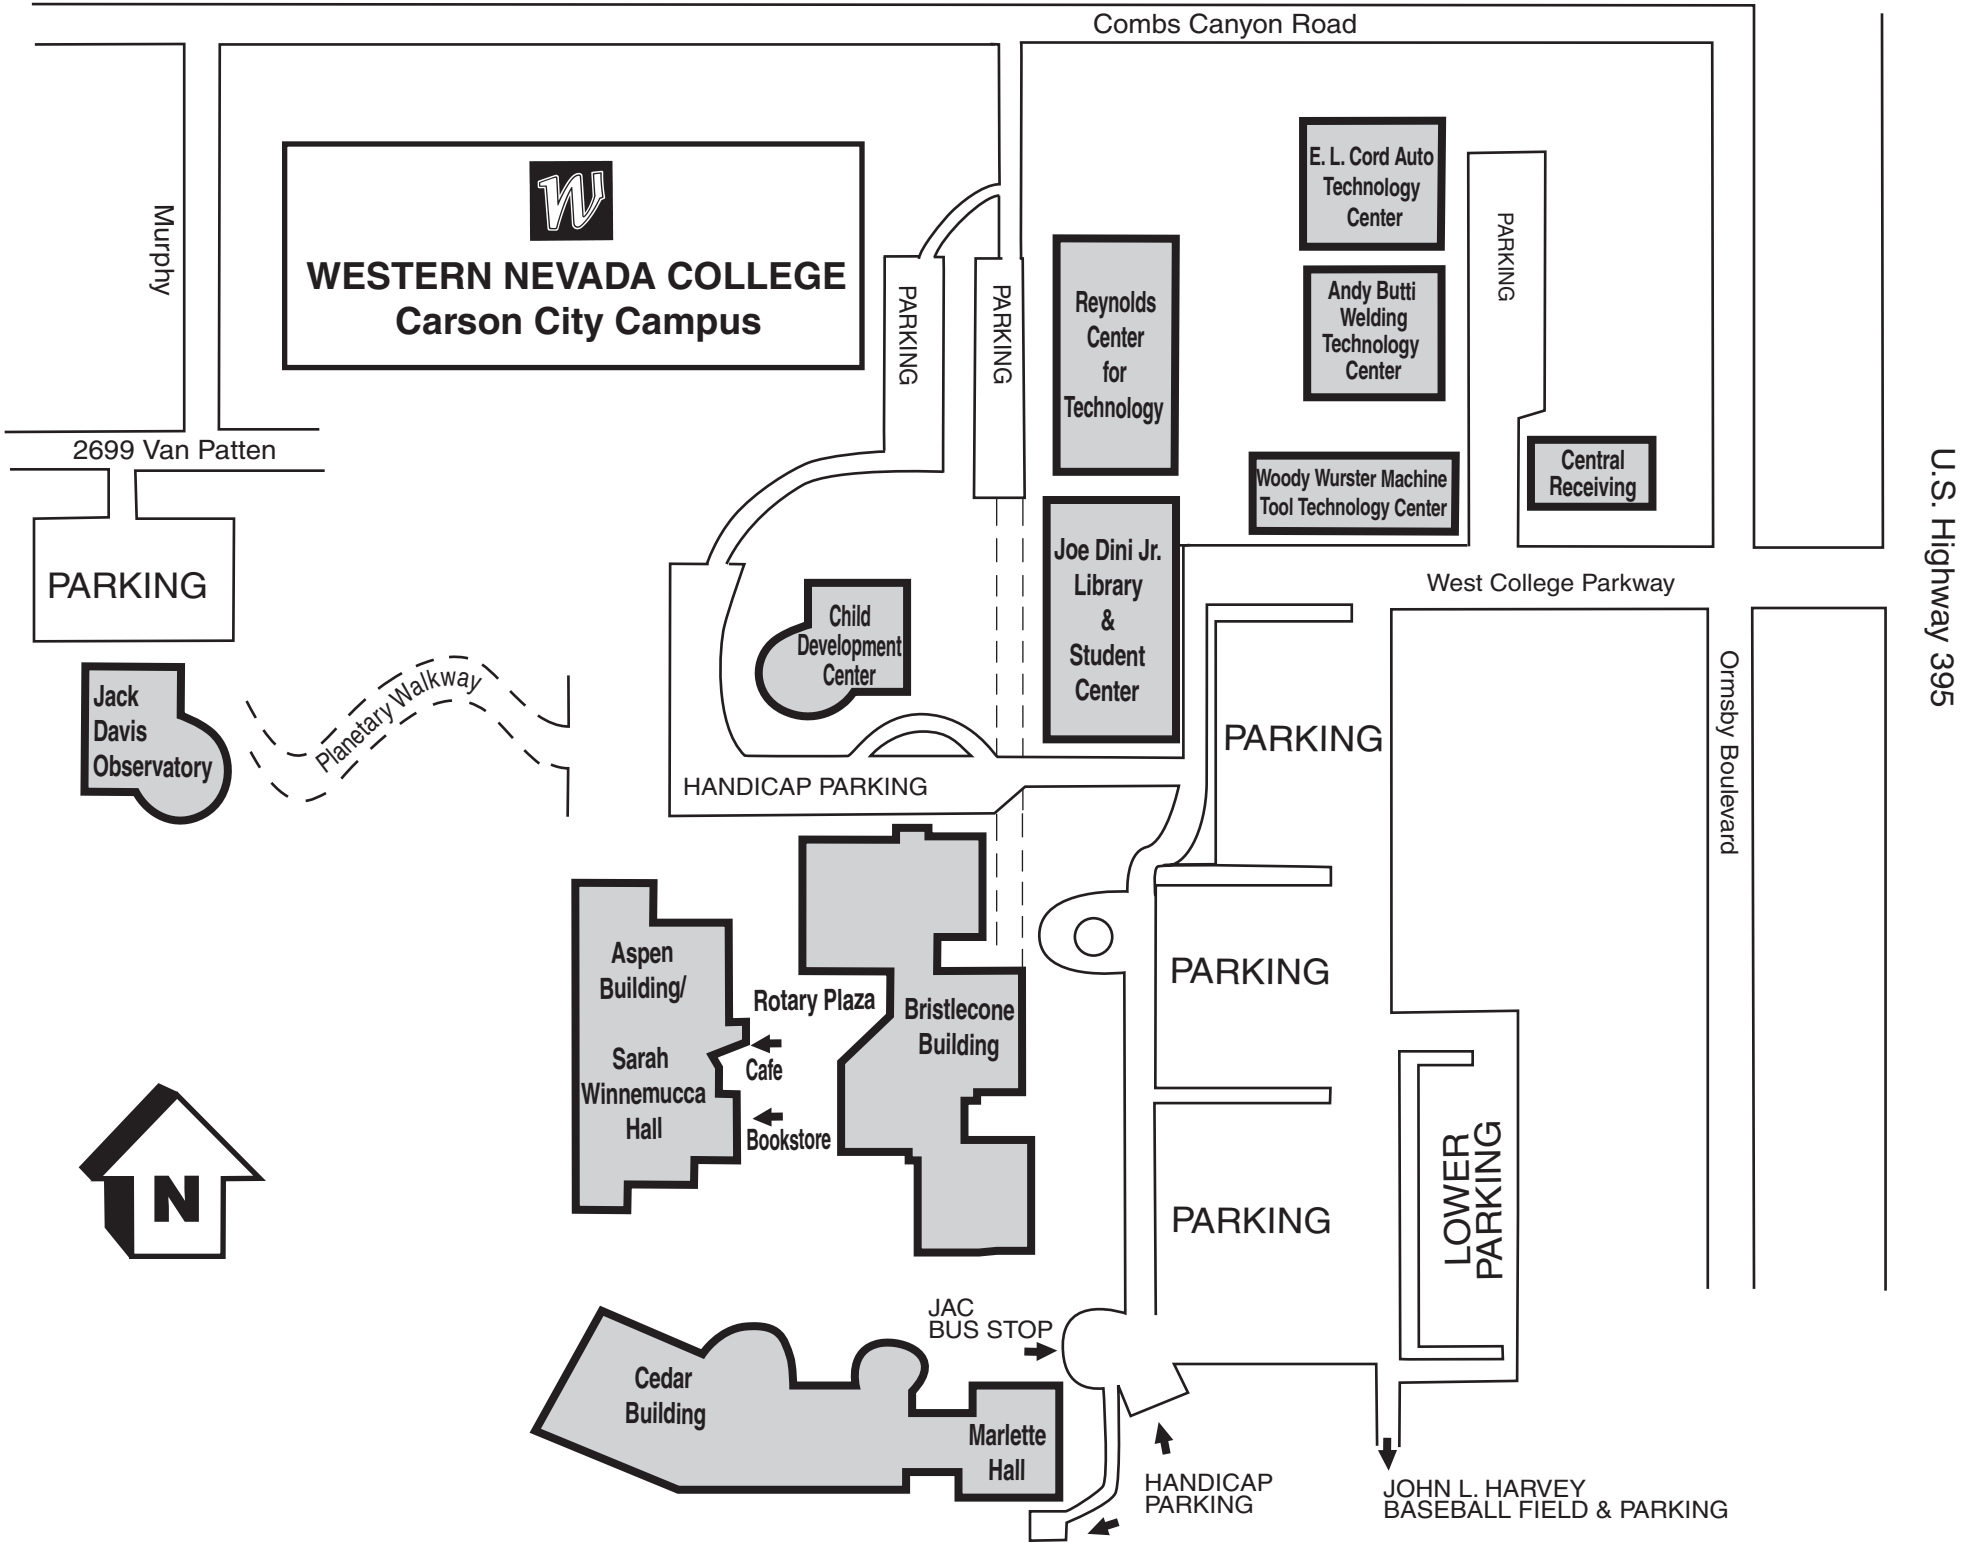 Combs Canyon Road
Murphy
W
WESTERN NEVADA COLLEGE
Carson City Campus
PARKING
PARKING
Reynolds
Center
for
Technology
E. L. Cord Auto
Technology
Center
Andy Butti
Welding
Technology
Center
PARKING
2699 Van Patten
Woody Wurster Machine
Tool Technology Center
Central
Receiving
U.S. Highway 395
PARKING
Joe Dini Jr.
Library
&
Student
Center
West College Parkway
Child
Development
Center
Jack
Davis
Observatory
Planetary Walkway
PARKING
Ormsby Boulevard
HANDICAP PARKING
Aspen
Building/
Sarah
Winnemucca
Hall
Rotary Plaza
Cafe
Bookstore
Bristlecone
Building
PARKING
PARKING
LOWER
PARKING
N
JAC
BUS STOP
Cedar
Building
Marlette
Hall
HANDICAP
PARKING
JOHN L. HARVEY
BASEBALL FIELD & PARKING